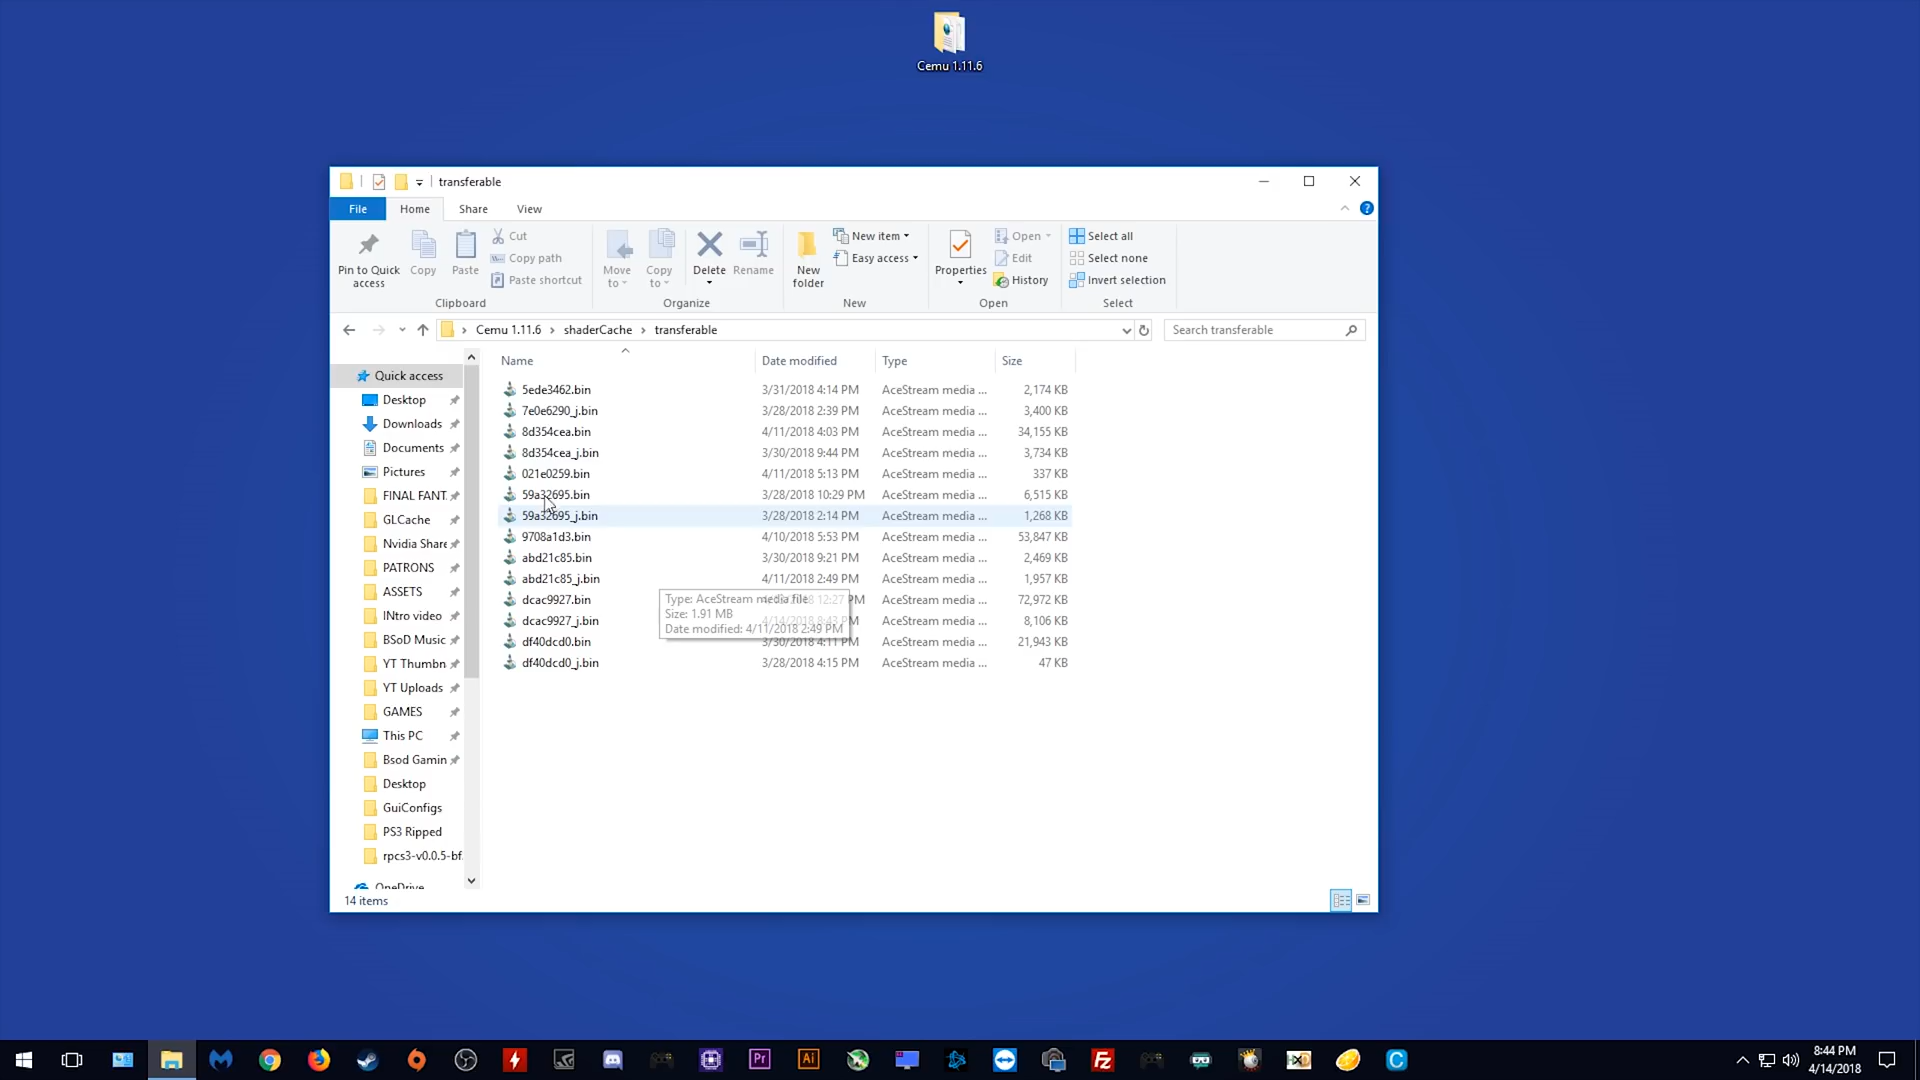 Cemu 1.11.6
transferable
File Home Share View
Pin to Quick access
Copy
Paste
Cut
Copy path
Paste shortcut
Clipboard
Move to
Copy to
Delete
Rename
Organize
New folder
New item
Easy access
New
Properties
Open
Edit
History
Open
Select all
Select none
Invert selection
Select
Cemu 1.11.6 shaderCache transferable
Search transferable
Name Date modified Type Size
Quick access
Desktop
Downloads
Documents
Pictures
FINAL FANT
GLCache
Nvidia Share
PATRONS
ASSETS
INtro video
BSoD Music
YT Thumbn
YT Uploads
GAMES
This PC
Bsod Gamin
Desktop
GuiConfigs
PS3 Ripped
rpcs3-v0.0.5-bf
OneDrive
5ede3462.bin 3/31/2018 4:14 PM AceStream media ... 2,174 KB
7e0e6290_j.bin 3/28/2018 2:39 PM AceStream media ... 3,400 KB
8d354cea.bin 4/11/2018 4:03 PM AceStream media ... 34,155 KB
8d354cea_j.bin 3/30/2018 9:44 PM AceStream media ... 3,734 KB
021e0259.bin 4/11/2018 5:13 PM AceStream media ... 337 KB
59a32695.bin 3/28/2018 10:29 PM AceStream media ... 6,515 KB
59a32695_j.bin 3/28/2018 2:14 PM AceStream media ... 1,268 KB
9708a1d3.bin 4/10/2018 5:53 PM AceStream media ... 53,847 KB
abd21c85.bin 3/30/2018 9:21 PM AceStream media ... 2,469 KB
abd21c85_j.bin 4/11/2018 2:49 PM AceStream media ... 1,957 KB
dcac9927.bin 12:27 PM AceStream media ... 72,972 KB
dcac9927_j.bin 4/14/2018 8:43 PM AceStream media ... 8,106 KB
df40dcd0.bin 3/30/2018 4:11 PM AceStream media ... 21,943 KB
df40dcd0_j.bin 3/28/2018 4:15 PM AceStream media ... 47 KB
Type: AceStream media file
Size: 1.91 MB
Date modified: 4/11/2018 2:49 PM
14 items
Pr
Ai
8:44 PM
4/14/2018